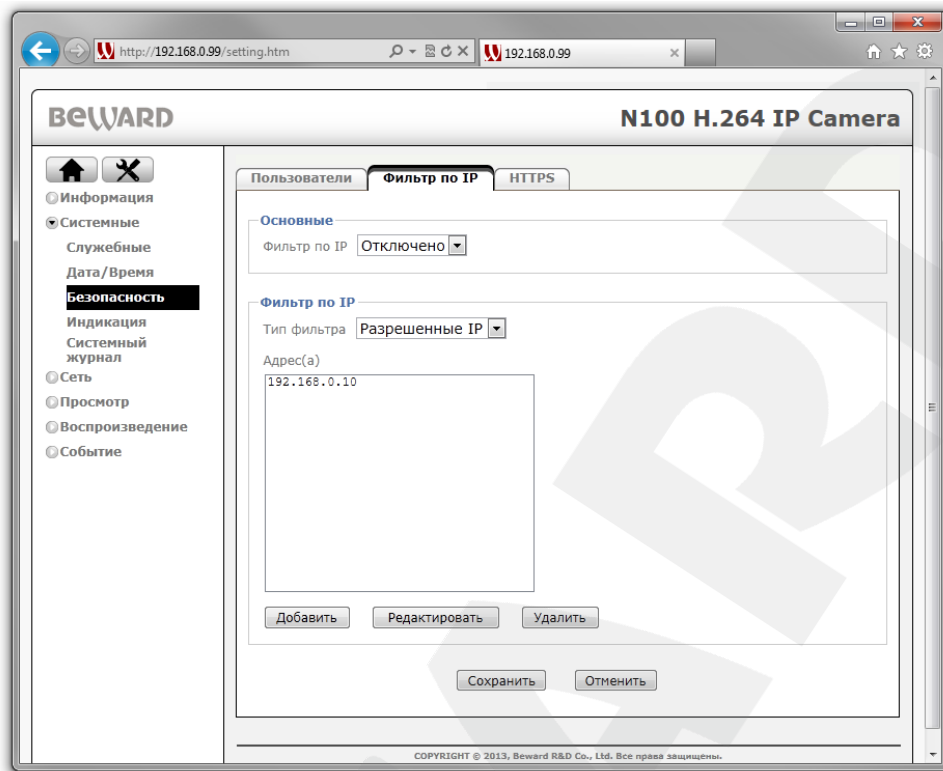 http://192.168.0.99/setting.htm
192.168.0.99
BEWARD
N100 H.264 IP Camera
Информация
Системные
Служебные
Дата/Время
Безопасность
Индикация
Системный
журнал
Сеть
Просмотр
Воспроизведение
Событие
Пользователи
Фильтр по IP
HTTPS
Основные
Фильтр по IP Отключено
Фильтр по IP
Тип фильтра Разрешенные IP
Адрес(а)
192.168.0.10
Добавить
Редактировать
Удалить
Сохранить
Отменить
COPYRIGHT © 2013, Beward R&D Co., Ltd. Все права защищены.